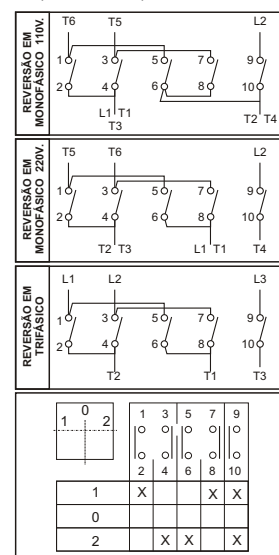 REVERSÃO EM
MONOFÁSICO 110V.
T6 T5 L2
1 3 5 7 9
2 4 6 8 10
L1 T1 T2 T4
T3
REVERSÃO EM
MONOFÁSICO 220V.
T5 T6 L2
1 3 5 7 9
2 4 6 8 10
T2 T3 L1 T1 T4
REVERSÃO EM
TRIFÁSICO
L1 L2 L3
1 3 5 7 9
2 4 6 8 10
T2 T1 T3
0
1 2
1 3 5 7 9
2 4 6 8 10
1 X X X
0
2 X X X